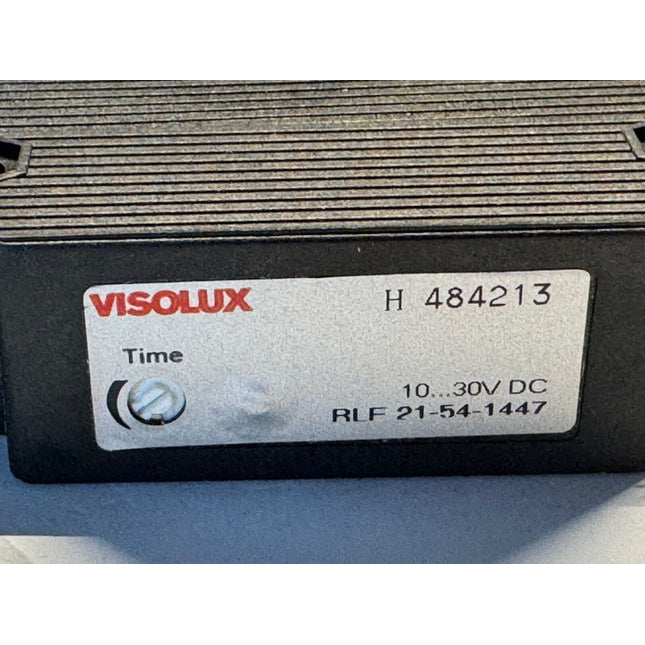 VISOLUX H 484213
Time
10...30V DC
RLF 21-54-1447